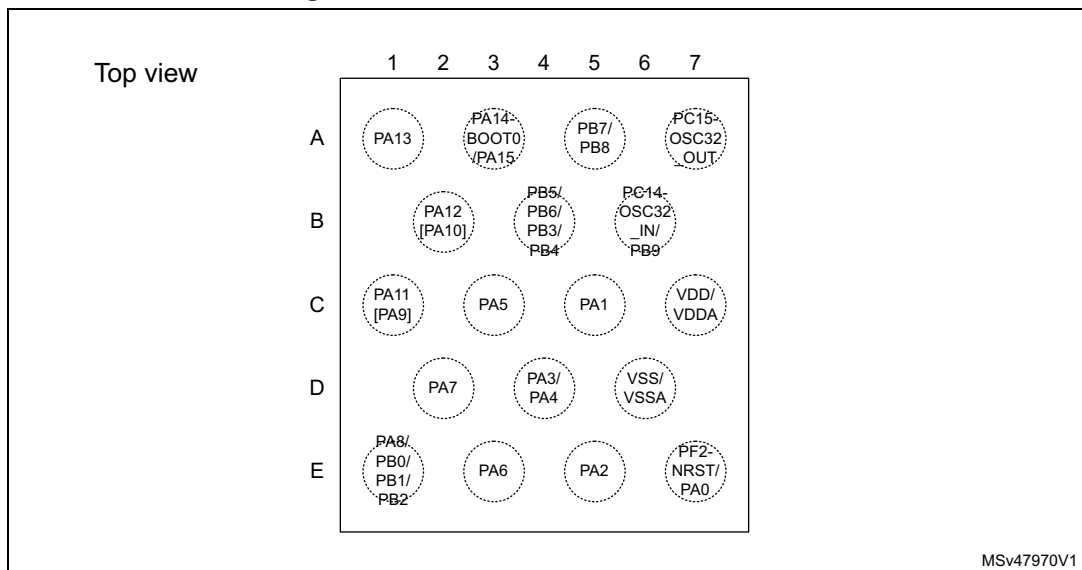 Top view
1 2 3 4 5 6 7
A
PA13
PA14-
BOOT0
/PA15
PB7/
PB8
PC15-
OSC32
_OUT
B
PA12
[PA10]
PB5/
PB6/
PB3/
PB4
PC14-
OSC32
_IN/
PB9
C
PA11
[PA9]
PA5
PA1
VDD/
VDDA
D
PA7
PA3/
PA4
VSS/
VSSA
E
PA8/
PB0/
PB1/
PB2
PA6
PA2
PF2-
NRST/
PA0
MSv47970V1